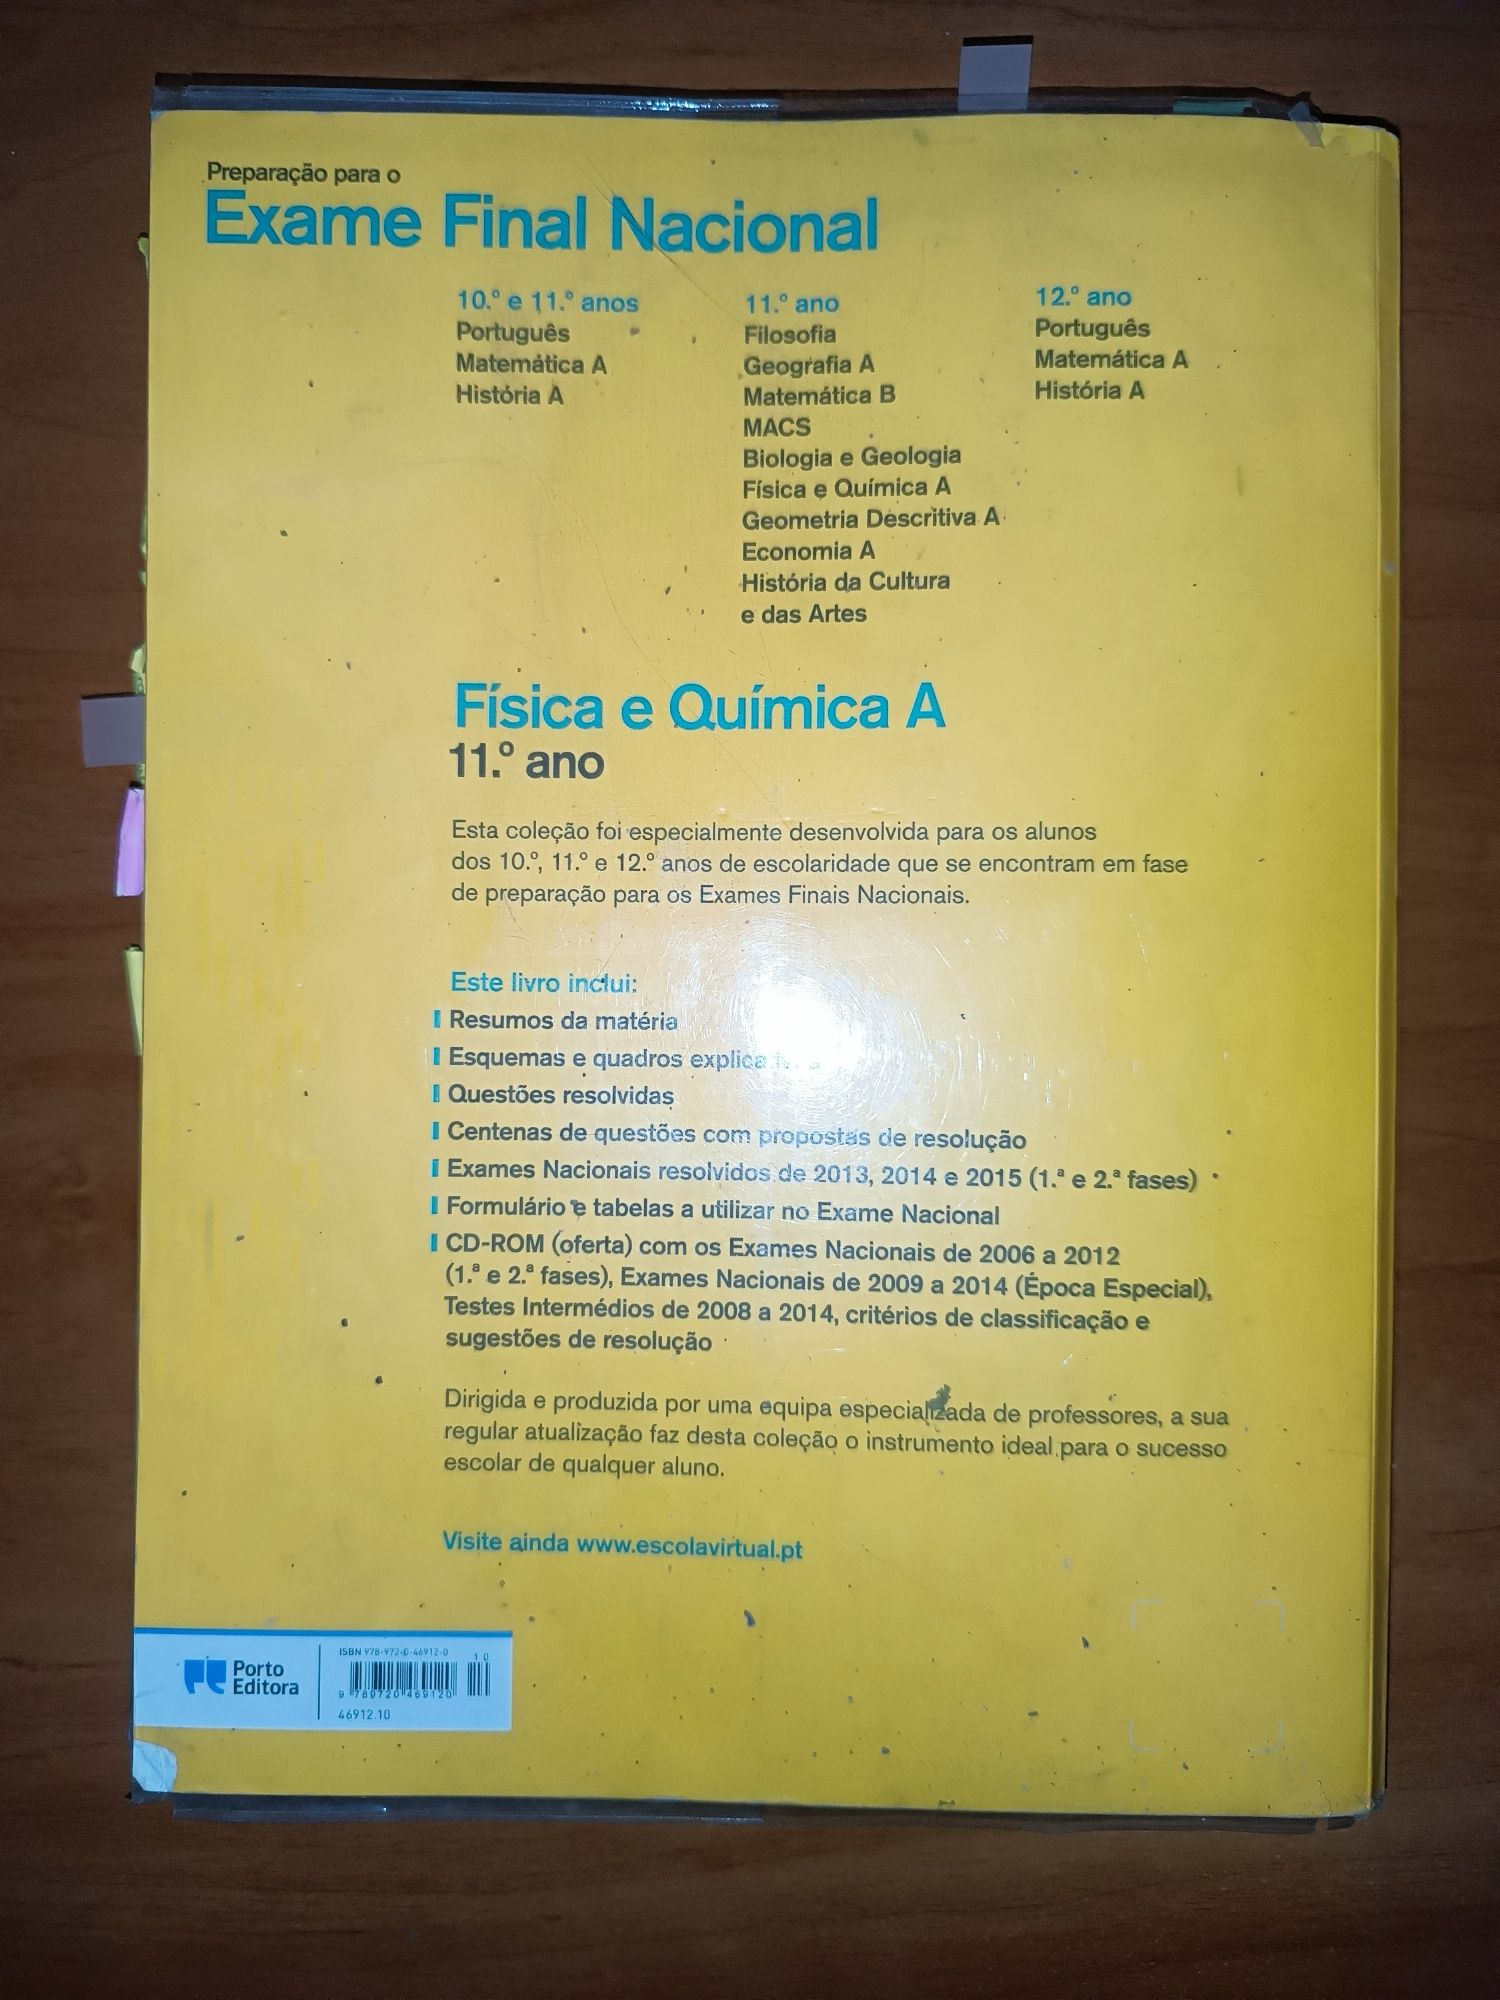 Preparação para o
Exame Final Nacional
10.º e 11.º anos
Português
Matemática A
História A
11.º ano
Filosofia
Geografia A
Matemática B
MACS
Biologia e Geologia
Física e Química A
Geometria Descritiva A
Economia A
História da Cultura
e das Artes
12.º ano
Português
Matemática A
História A
Física e Química A
11.º ano
Esta coleção foi especialmente desenvolvida para os alunos
dos 10.º, 11.º e 12.º anos de escolaridade que se encontram em fase
de preparação para os Exames Finais Nacionais.
Este livro inclui:
Resumos da matéria
Esquemas e quadros
Questões resolvidas
Centenas de questões com propostas de resolução
Exames Nacionais resolvidos de 2013, 2014 e 2015 (1.ª e 2.ª fases)
Formulário e tabelas a utilizar no Exame Nacional
CD-ROM (oferta) com os Exames Nacionais de 2006 a 2012
(1.ª e 2.ª fases), Exames Nacionais de 2009 a 2014 (Época Especial),
Testes Intermédios de 2008 a 2014, critérios de classificação e
sugestões de resolução
Dirigida e produzida por uma equipa especializada de professores, a sua
regular atualização faz desta coleção o instrumento ideal para o sucesso
escolar de qualquer aluno.
Visite ainda www.escolavirtual.pt
Porto
Editora
ISBN 978-972-0-46912-0
10
9 789720 469120
46912.10